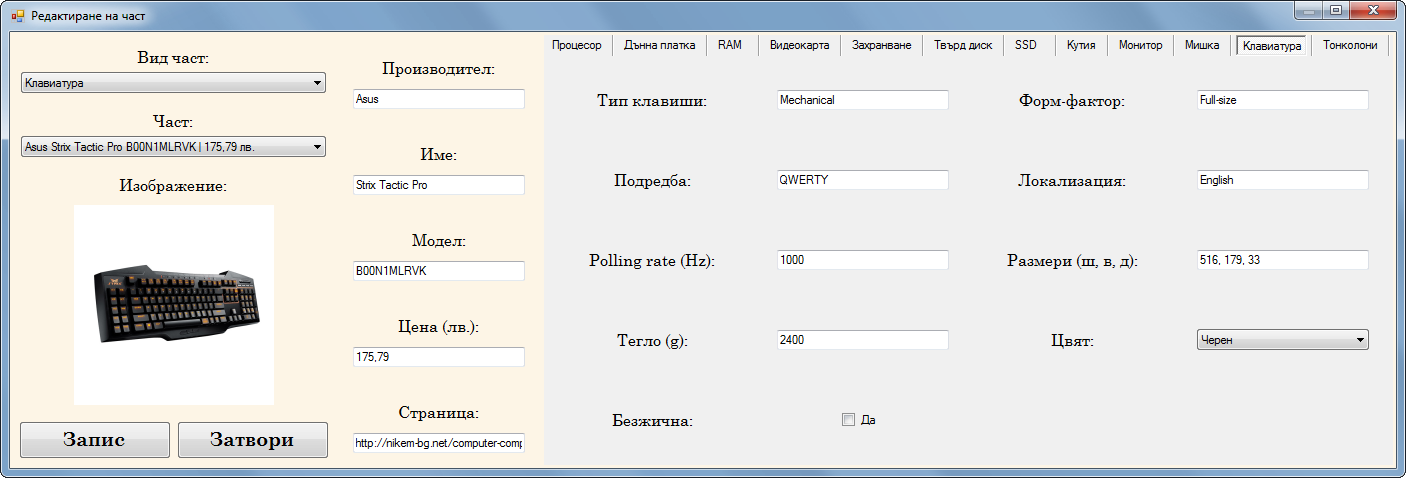 Редактиране на част
Вид част:
Клавиатура
Част:
Asus Strix Tactic Pro B00N1MLRVK | 175,79 лв.
Изображение:
Запис
Затвори
Производител:
Asus
Име:
Strix Tactic Pro
Модел:
B00N1MLRVK
Цена (лв.):
175,79
Страница:
http://nikem-bg.net/computer-comp
Процесор
Дънна платка
RAM
Видеокарта
Захранване
Твърд диск
SSD
Кутия
Монитор
Мишка
Клавиатура
Тонколони
Тип клавиши:
Mechanical
Форм-фактор:
Full-size
Подредба:
QWERTY
Локализация:
English
Polling rate (Hz):
1000
Размери (ш, в, д):
516, 179, 33
Тегло (g):
2400
Цвят:
Черен
Безжична:
Да